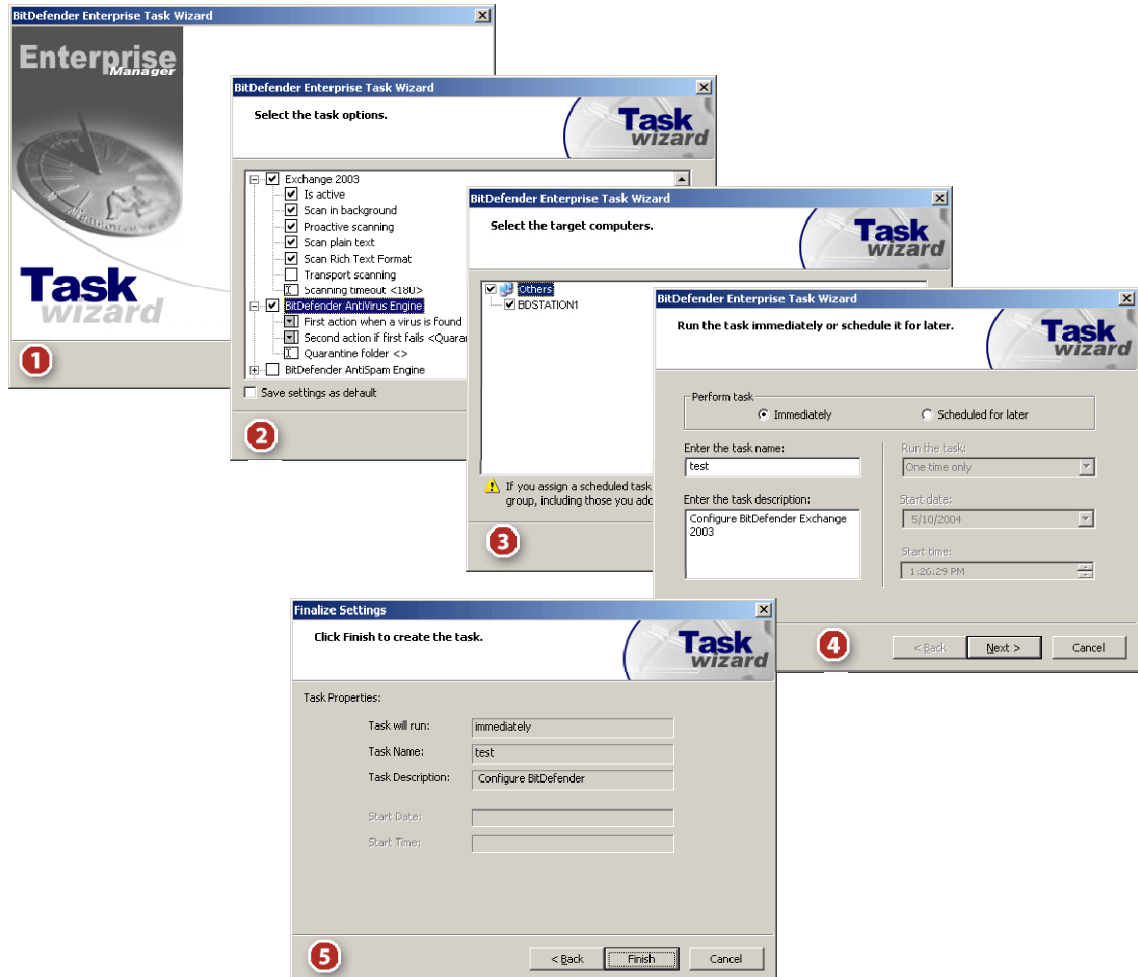 BitDefender Enterprise Task Wizard
Enterprise
Manager
Task
wizard
1
BitDefender Enterprise Task Wizard
Select the task options.
Task
wizard
Exchange 2003
Is active
Scan in background
Proactive scanning
Scan plain text
Scan Rich Text Format
Transport scanning
Scanning timeout <180>
BitDefender AntiVirus Engine
First action when a virus is found
Second action if first fails <Quarar
Quarantine folder <>
BitDefender AntiSpam Engine
Save settings as default
2
BitDefender Enterprise Task Wizard
Select the target computers.
Task
wizard
Others
BDSTATION1
If you assign a scheduled task
group, including those you add
3
BitDefender Enterprise Task Wizard
Run the task immediately or schedule it for later.
Task
wizard
Perform task
Immediately
Scheduled for later
Enter the task name:
test
Enter the task description:
Configure BitDefender Exchange
2003
Run the task:
One time only
Start date:
5/10/2004
Start time:
1:26:29 PM
4
< Back
Next >
Cancel
Finalize Settings
Click Finish to create the task.
Task
wizard
Task Properties:
Task will run: immediately
Task Name: test
Task Description: Configure BitDefender
Start Date:
Start Time:
5
< Back
Finish
Cancel